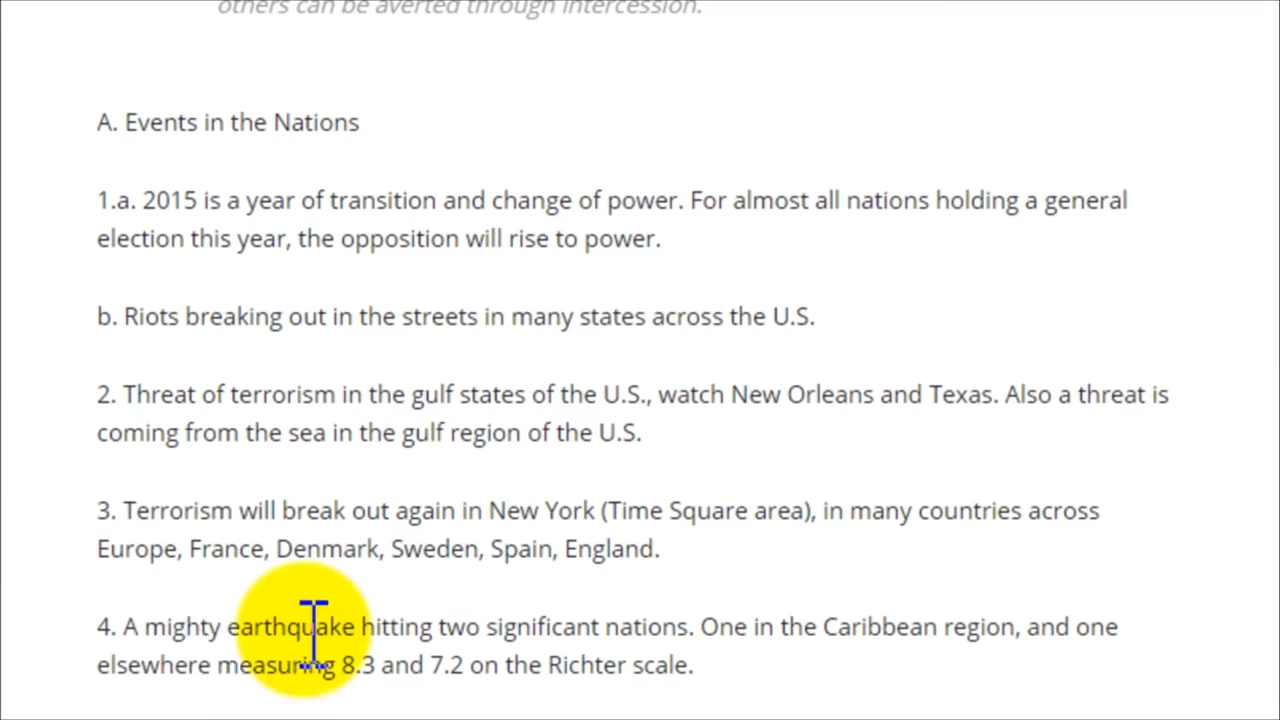 others can be averted through intercession.
A. Events in the Nations
1.a. 2015 is a year of transition and change of power. For almost all nations holding a general
election this year, the opposition will rise to power.
b. Riots breaking out in the streets in many states across the U.S.
2. Threat of terrorism in the gulf states of the U.S., watch New Orleans and Texas. Also a threat is
coming from the sea in the gulf region of the U.S.
3. Terrorism will break out again in New York (Time Square area), in many countries across
Europe, France, Denmark, Sweden, Spain, England.
4. A mighty earthquake hitting two significant nations. One in the Caribbean region, and one
elsewhere measuring 8.3 and 7.2 on the Richter scale.